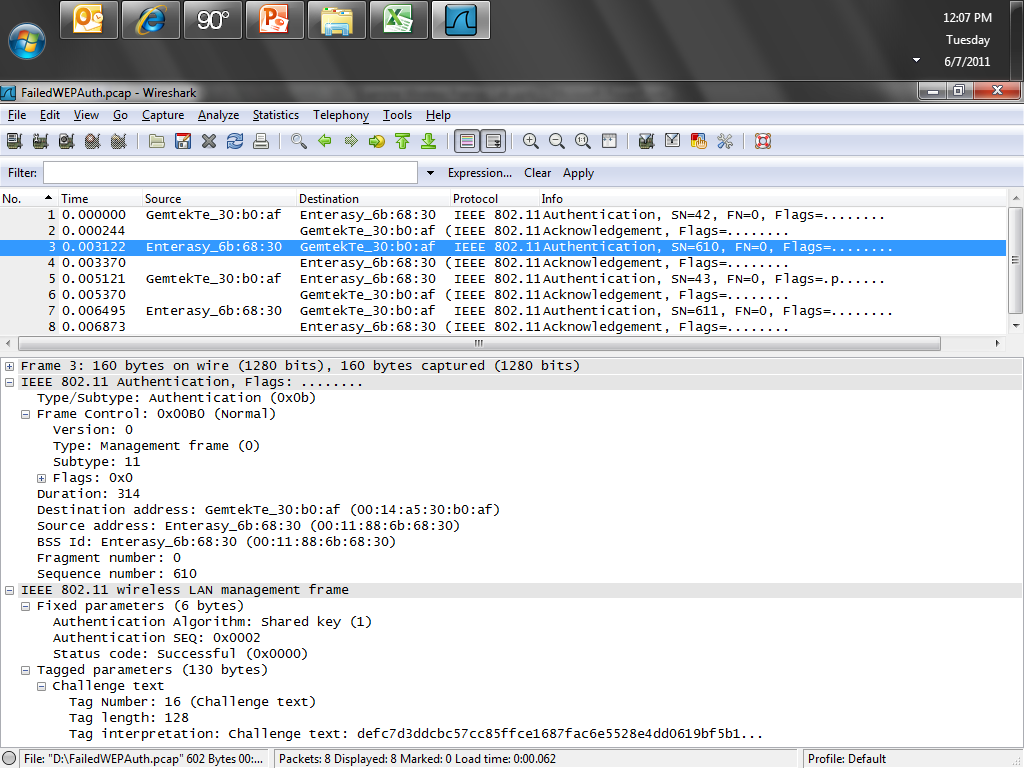 90°
12:07 PM
Tuesday
6/7/2011
FailedWEPAuth.pcap - Wireshark
File Edit View Go Capture Analyze Statistics Telephony Tools Help
Filter: Expression... Clear Apply
No. Time Source Destination Protocol Info
1 0.000000 GemtekTe_30:b0:af Enterasy_6b:68:30 IEEE 802.11 Authentication, SN=42, FN=0, Flags=........
2 0.000244 GemtekTe_30:b0:af ( IEEE 802.11 Acknowledgement, Flags=........
3 0.003122 Enterasy_6b:68:30 GemtekTe_30:b0:af IEEE 802.11 Authentication, SN=610, FN=0, Flags=........
4 0.003370 Enterasy_6b:68:30 ( IEEE 802.11 Acknowledgement, Flags=........
5 0.005121 GemtekTe_30:b0:af Enterasy_6b:68:30 IEEE 802.11 Authentication, SN=43, FN=0, Flags=.p......
6 0.005370 GemtekTe_30:b0:af ( IEEE 802.11 Acknowledgement, Flags=........
7 0.006495 Enterasy_6b:68:30 GemtekTe_30:b0:af IEEE 802.11 Authentication, SN=611, FN=0, Flags=........
8 0.006873 Enterasy_6b:68:30 ( IEEE 802.11 Acknowledgement, Flags=........
Frame 3: 160 bytes on wire (1280 bits), 160 bytes captured (1280 bits)
IEEE 802.11 Authentication, Flags: ........
Type/Subtype: Authentication (0x0b)
Frame Control: 0x00B0 (Normal)
Version: 0
Type: Management frame (0)
Subtype: 11
Flags: 0x0
Duration: 314
Destination address: GemtekTe_30:b0:af (00:14:a5:30:b0:af)
Source address: Enterasy_6b:68:30 (00:11:88:6b:68:30)
BSS Id: Enterasy_6b:68:30 (00:11:88:6b:68:30)
Fragment number: 0
Sequence number: 610
IEEE 802.11 wireless LAN management frame
Fixed parameters (6 bytes)
Authentication Algorithm: Shared key (1)
Authentication SEQ: 0x0002
Status code: Successful (0x0000)
Tagged parameters (130 bytes)
Challenge text
Tag Number: 16 (Challenge text)
Tag length: 128
Tag interpretation: Challenge text: defc7d3ddcbc57cc85ffce1687fac6e5528e4dd0619bf5b1...
File: "D:\FailedWEPAuth.pcap" 602 Bytes 00:... Packets: 8 Displayed: 8 Marked: 0 Load time: 0:00.062 Profile: Default